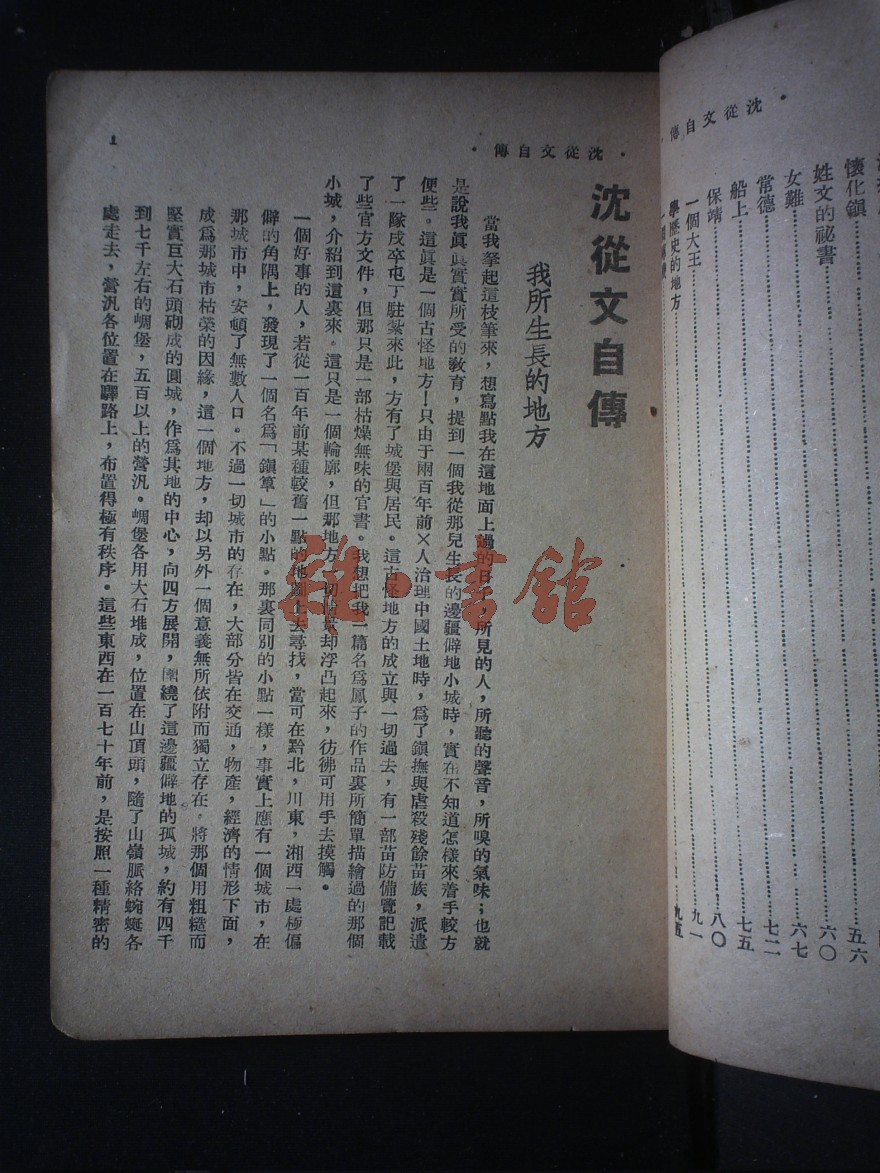 ・沈從文自傳・
懷化鎮……五六
姓文的祕書……六〇
女難……六七
常德……七二
船上……七五
保靖……八〇
一個大王……九一
學歷史的地方……九五
・沈從文自傳・
沈從文自傳
我所生長的地方
當我拏起這枝筆來，想寫點我在這地面上過的日子，所見的人，所聽的聲音，所嗅的氣味；也就
是說我眞眞實實所受的敎育，提到一個我從那兒生長的邊疆僻地小城時，實在不知道怎樣來着手較方
便些。這眞是一個古怪地方！只由于兩百年前×人治理中國土地時，爲了鎭撫與虐殺殘餘苗族，派遣
了一隊戍卒屯丁駐紮來此，方有了城堡與居民。這古怪地方的成立與一切過去，有一部苗防備覽記載
了些官方文件，但那只是一部枯燥無味的官書。我想把我一篇名爲鳳子的作品裏所簡單描繪過的那個
小城，介紹到這裏來。這只是一個輪廓，但那地方一切情景却浮凸起來，彷彿可用手去摸觸。
一個好事的人，若從一百年前某種較舊一點的地圖上去尋找，當可在黔北，川東，湘西一處極偏
僻的角隅上，發現了一個名爲「鎭筸」的小點。那裏同別的小點一樣，事實上應有一個城市，在
那城市中，安頓了無數人口。不過一切城市的存在，大部分皆在交通，物產，經濟的情形下面，
成爲那城市枯榮的因緣，這一個地方，却以另外一個意義無所依附而獨立存在。將那個用粗糙而
堅實巨大石頭砌成的圓城，作爲其地的中心，向四方展開，圍繞了這邊疆僻地的孤城，約有四千
到七千左右的碉堡，五百以上的營汛。碉堡各用大石堆成，位置在山頂頭，隨了山嶺脈絡蜿蜒各
處走去，營汛各位置在驛路上，布置得極有秩序。這些東西在一百七十年前，是按照一種精密的
1
雜·書館